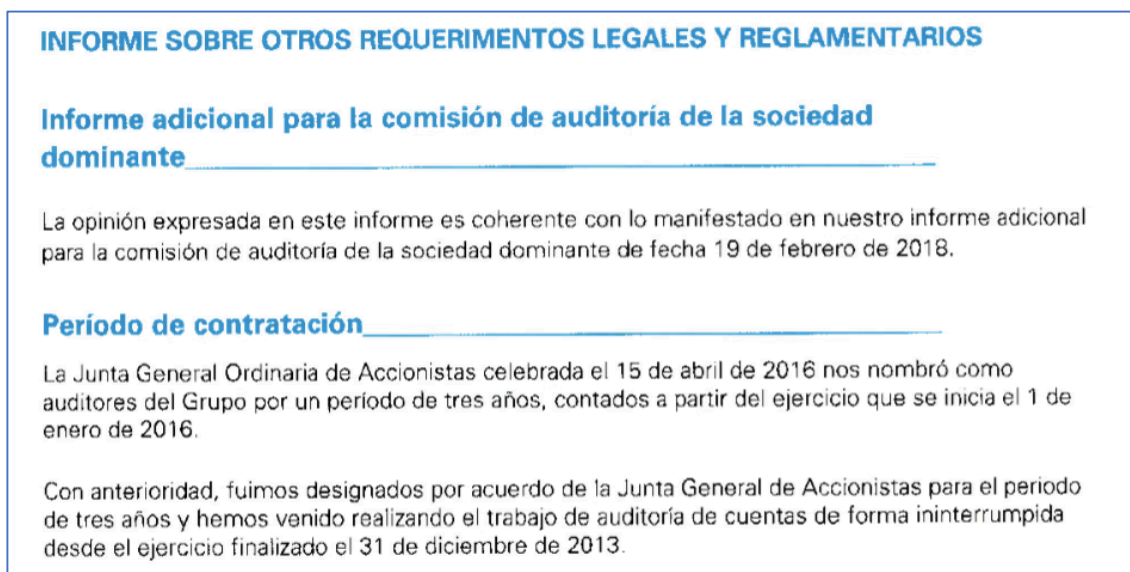 INFORME SOBRE OTROS REQUERIMENTOS LEGALES Y REGLAMENTARIOS
Informe adicional para la comisión de auditoría de la sociedad
dominante
La opinión expresada en este informe es coherente con lo manifestado en nuestro informe adicional
para la comisión de auditoría de la sociedad dominante de fecha 19 de febrero de 2018.
Período de contratación
La Junta General Ordinaria de Accionistas celebrada el 15 de abril de 2016 nos nombró como
auditores del Grupo por un período de tres años, contados a partir del ejercicio que se inicia el 1 de
enero de 2016.
Con anterioridad, fuimos designados por acuerdo de la Junta General de Accionistas para el periodo
de tres años y hemos venido realizando el trabajo de auditoría de cuentas de forma ininterrumpida
desde el ejercicio finalizado el 31 de diciembre de 2013.